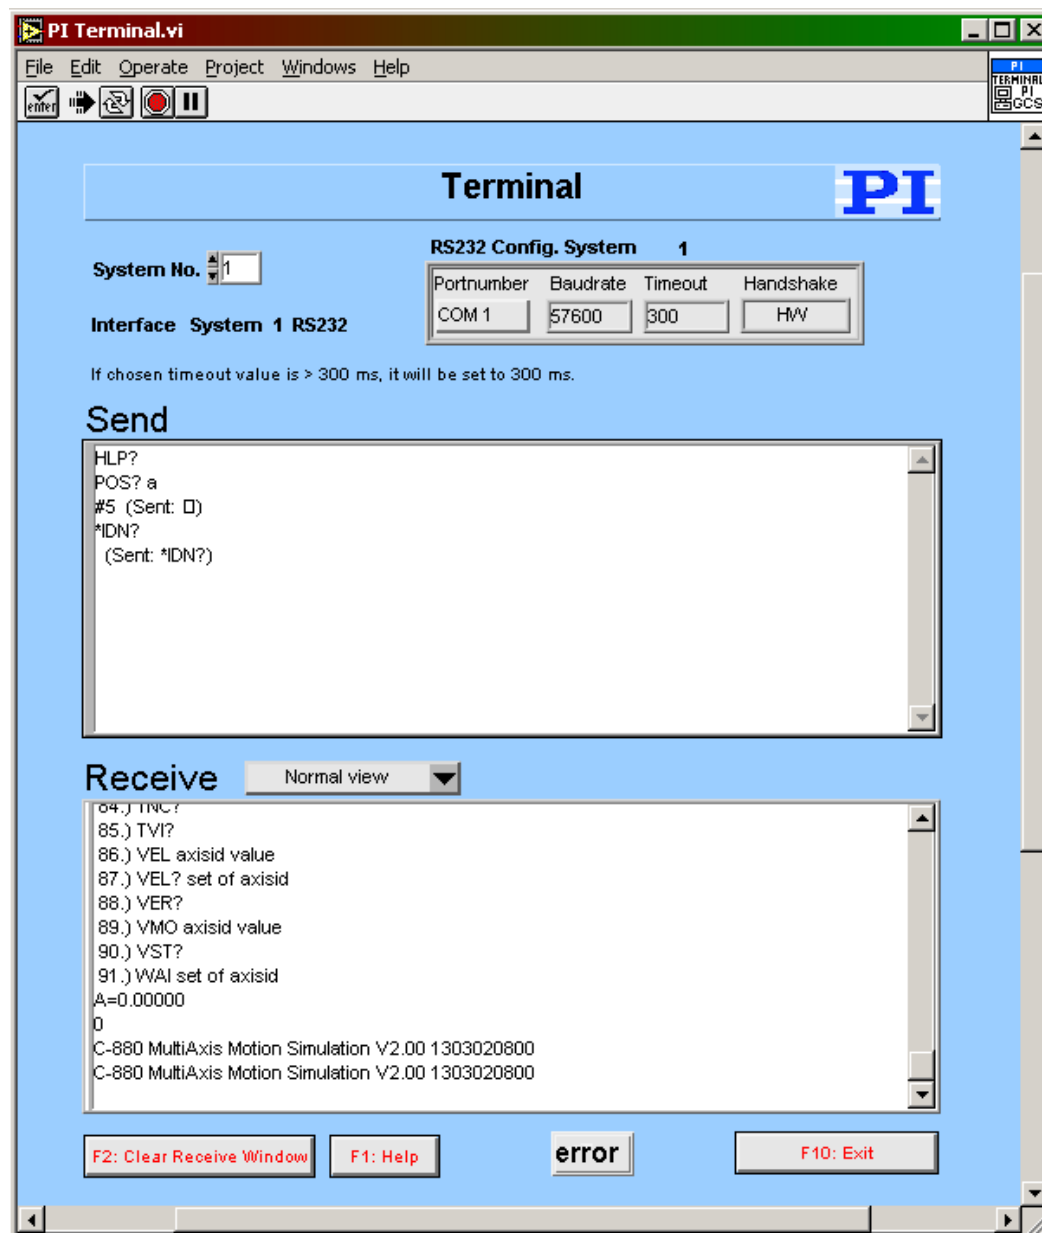 PI Terminal.vi
File Edit Operate Project Windows Help
enter
PI
TERMINAL
PI
GCS
Terminal
PI
RS232 Config. System 1
System No. 1
Portnumber Baudrate Timeout Handshake
COM 1 57600 300 HW
Interface System 1 RS232
If chosen timeout value is > 300 ms, it will be set to 300 ms.
Send
HLP?
POS? a
#5 (Sent: □)
*IDN?
(Sent: *IDN?)
Receive Normal view
84.) TNC?
85.) TVI?
86.) VEL axisid value
87.) VEL? set of axisid
88.) VER?
89.) VMO axisid value
90.) VST?
91.) WAI set of axisid
A=0.00000
0
C-880 MultiAxis Motion Simulation V2.00 1303020800
C-880 MultiAxis Motion Simulation V2.00 1303020800
F2: Clear Receive Window F1: Help error F10: Exit